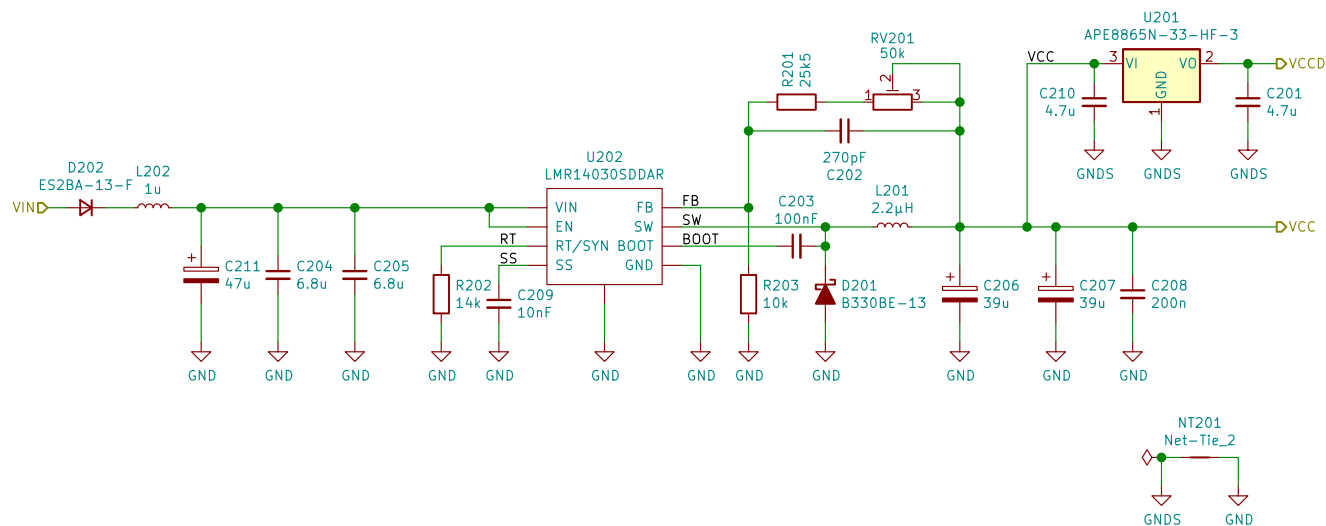 U201
APE8865N-33-HF-3
VCC
3
VI
VO
2
VCCD
GND
1
C210
4.7u
C201
4.7u
GNDS
GNDS
GNDS
RV201
50k
R201
25k5
2
1
3
270pF
C202
U202
LMR14030SDDAR
D202
ES2BA-13-F
L202
1u
VIN
VIN
EN
RT/SYN
SS
FB
SW
BOOT
GND
FB
SW
BOOT
RT
SS
C203
100nF
L201
2.2µH
VCC
C211
47u
C204
6.8u
C205
6.8u
R202
14k
C209
10nF
R203
10k
D201
B330BE-13
C206
39u
C207
39u
C208
200n
+
+
+
GND
GND
GND
GND
GND
GND
GND
GND
GND
GND
GND
GND
NT201
Net-Tie_2
GNDS
GND